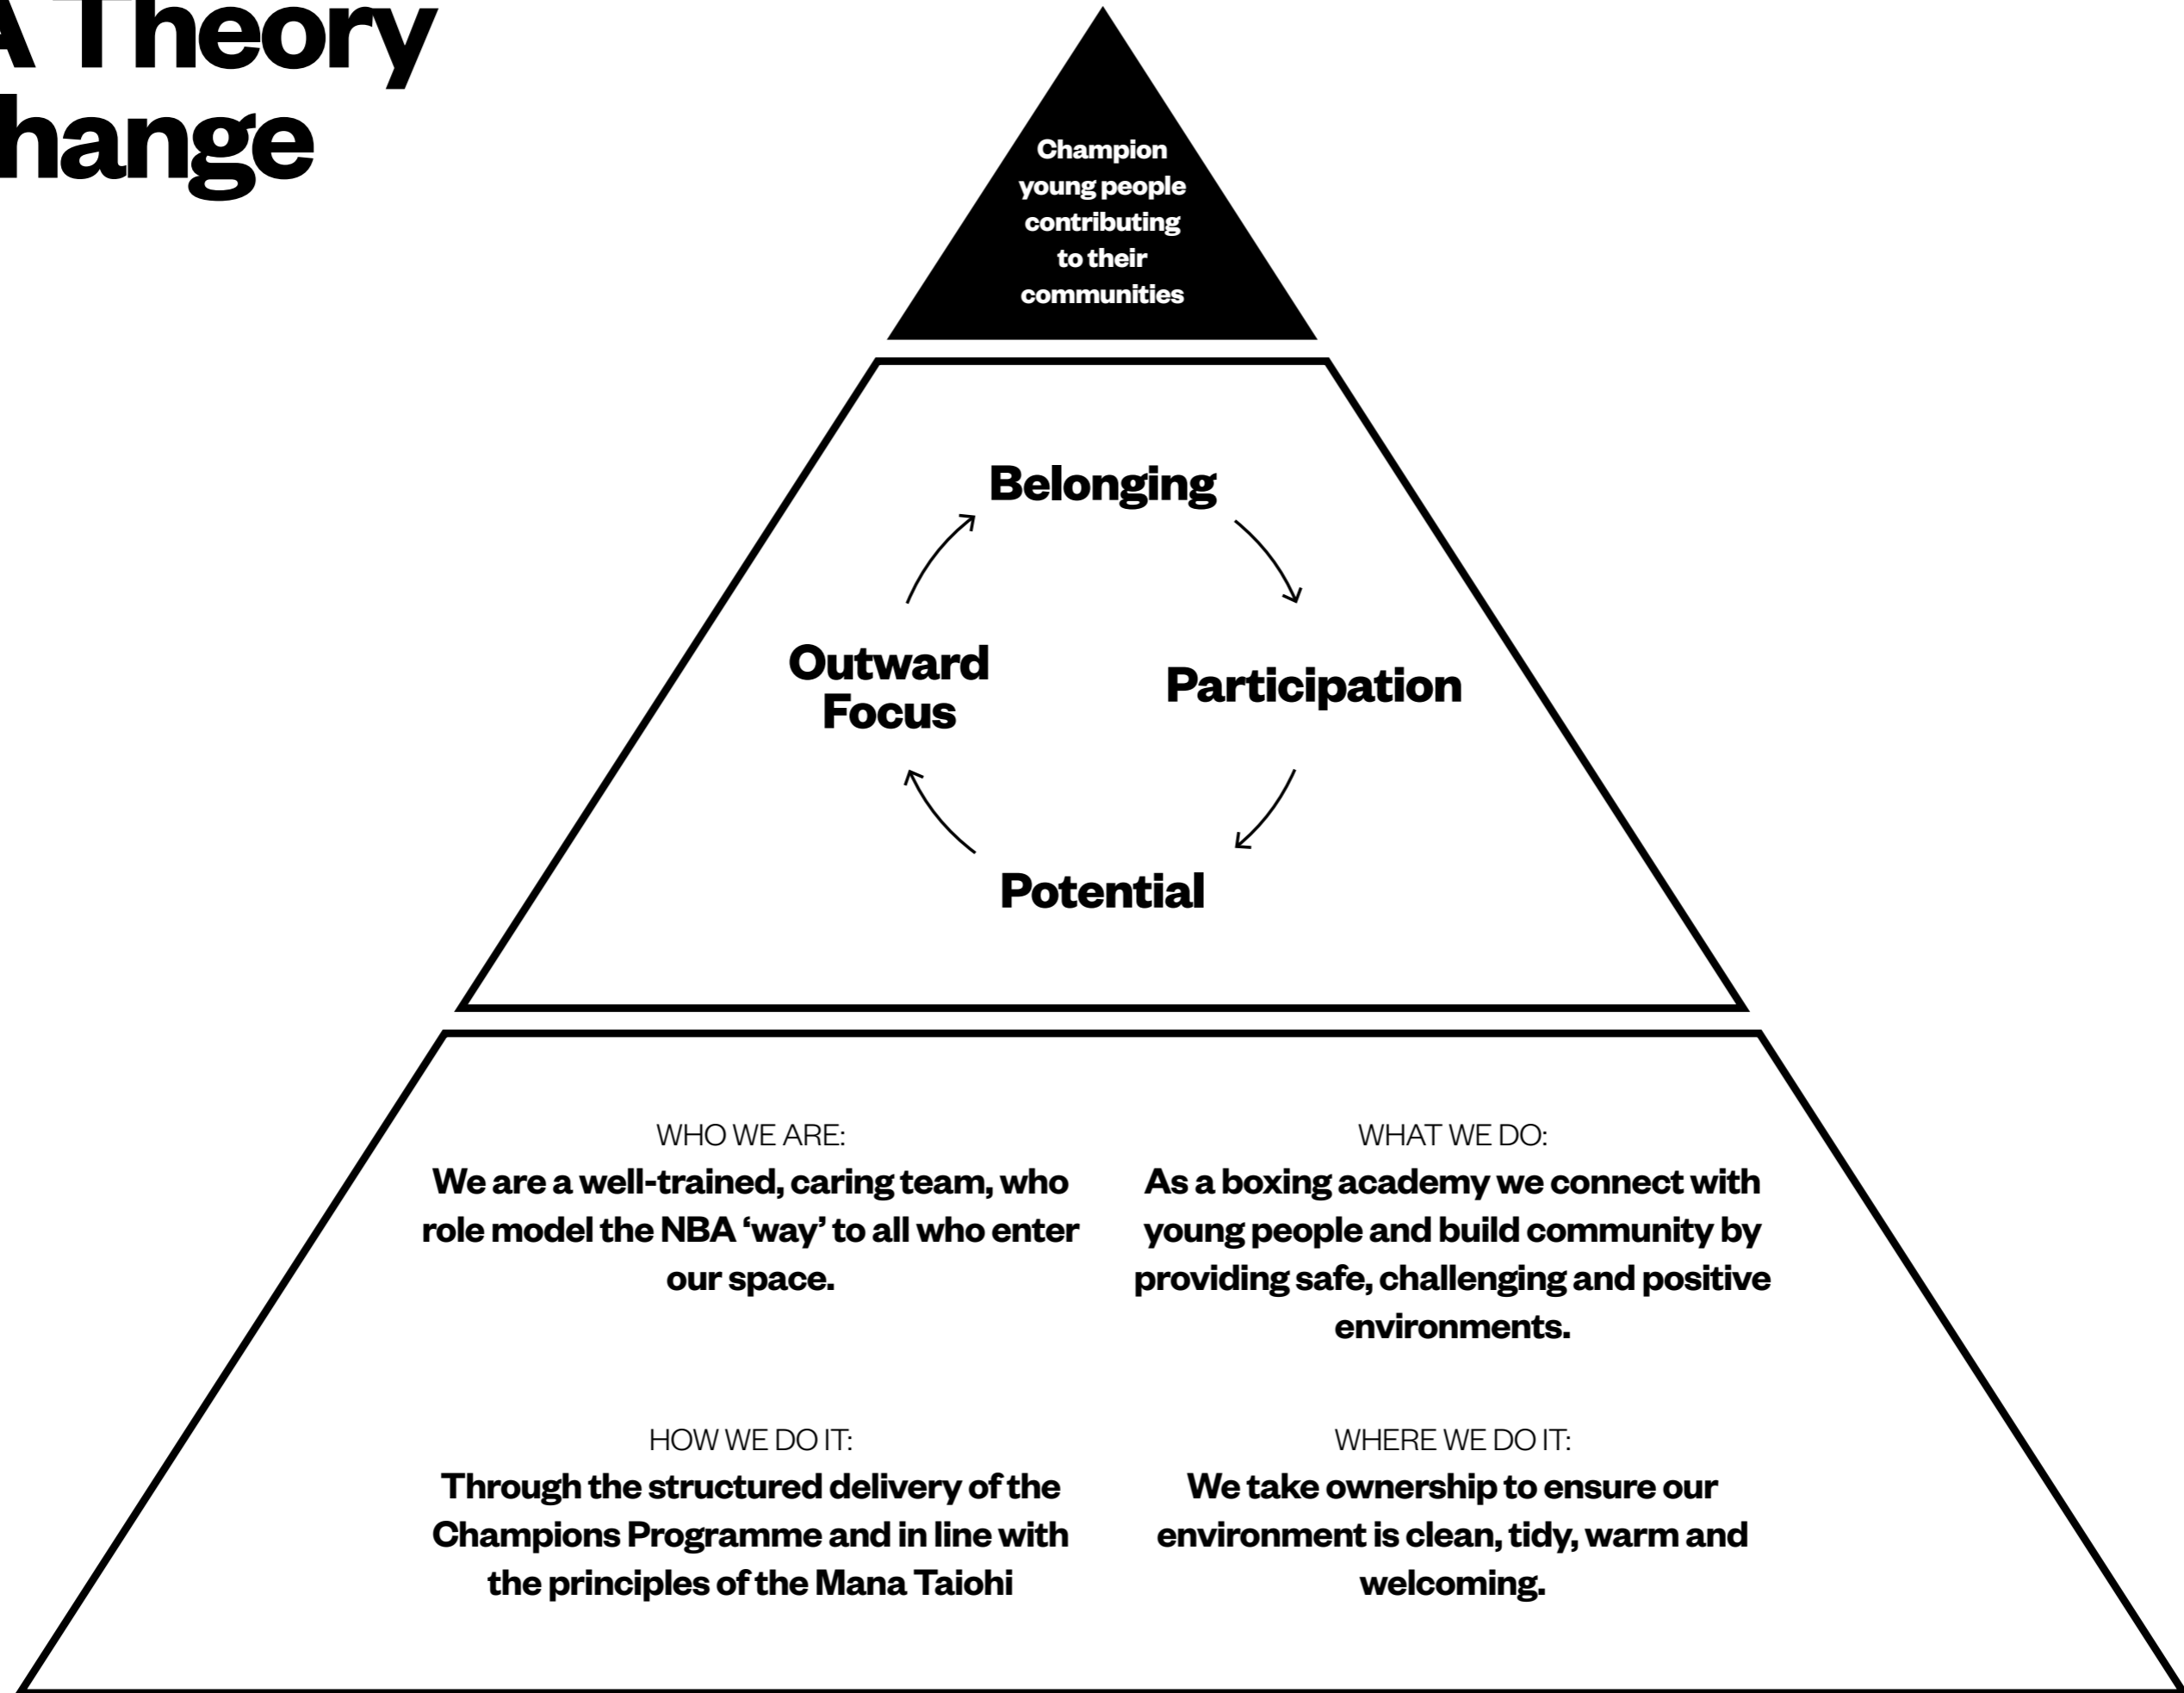 A Theory
hange
Champion
young people
contributing
to their
communities
Belonging
Outward
Focus
Participation
Potential
WHO WE ARE:
We are a well-trained, caring team, who
role model the NBA ‘way’ to all who enter
our space.
WHAT WE DO:
As a boxing academy we connect with
young people and build community by
providing safe, challenging and positive
environments.
HOW WE DO IT:
Through the structured delivery of the
Champions Programme and in line with
the principles of the Mana Taiohi
WHERE WE DO IT:
We take ownership to ensure our
environment is clean, tidy, warm and
welcoming.